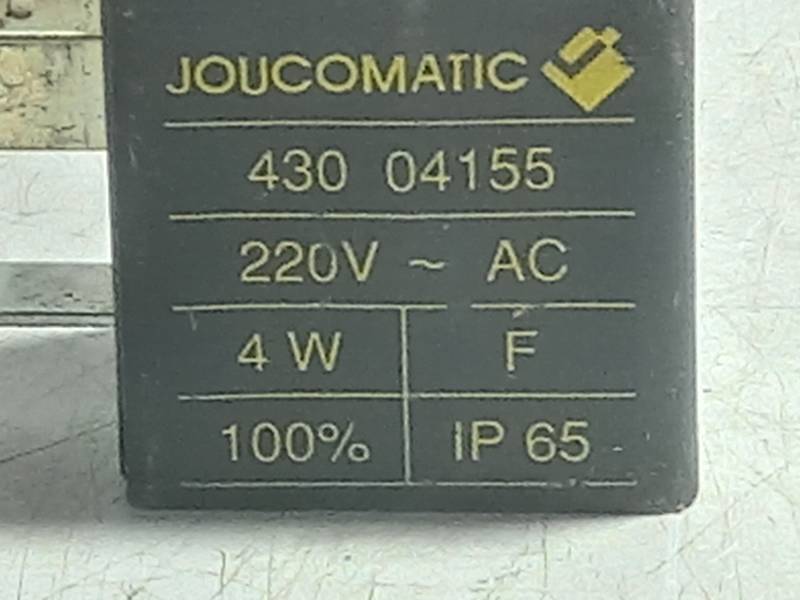 JOUCOMATIC
430 04155
220V ~ AC
4 W F
100% IP 65